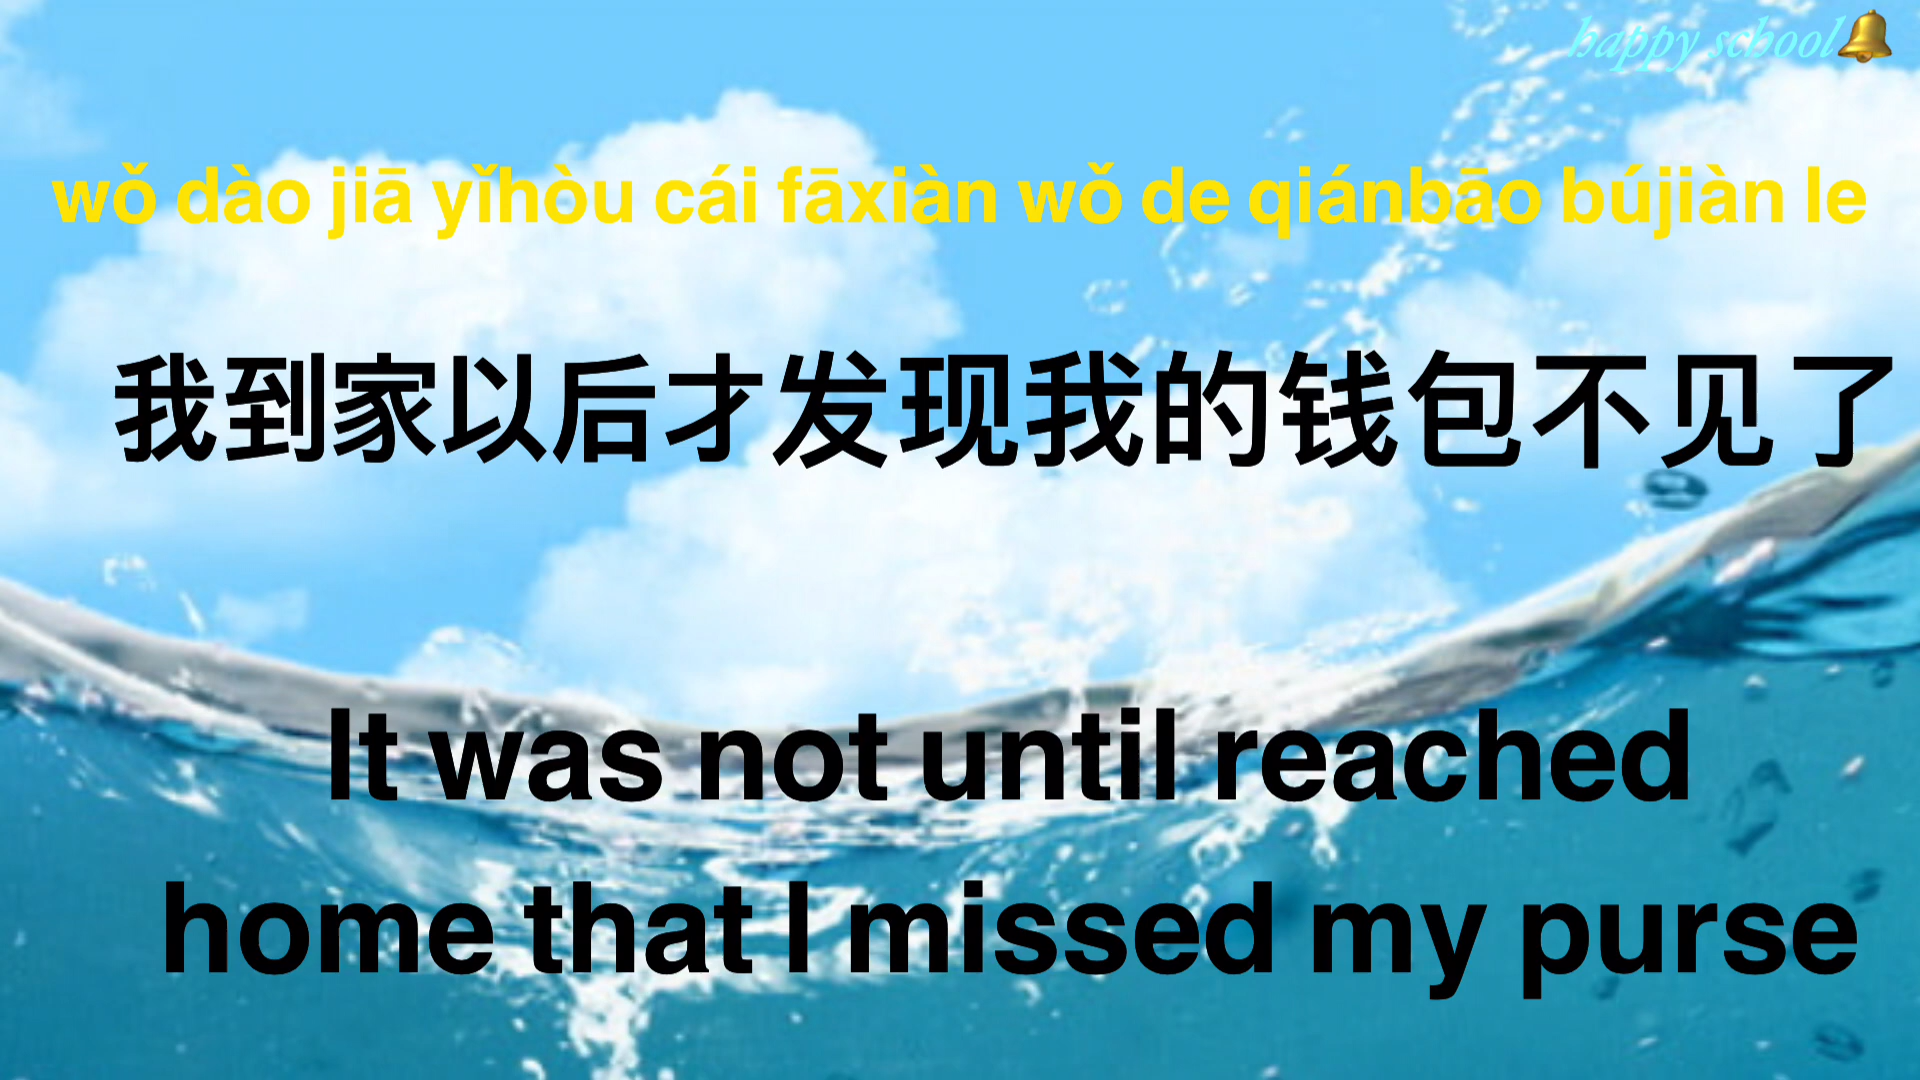 happy school🔔
wǒ dào jiā yǐhòu cái fāxiàn wǒ de qiánbāo bújiàn le
我到家以后才发现我的钱包不见了
It was not until reached
home that I missed my purse